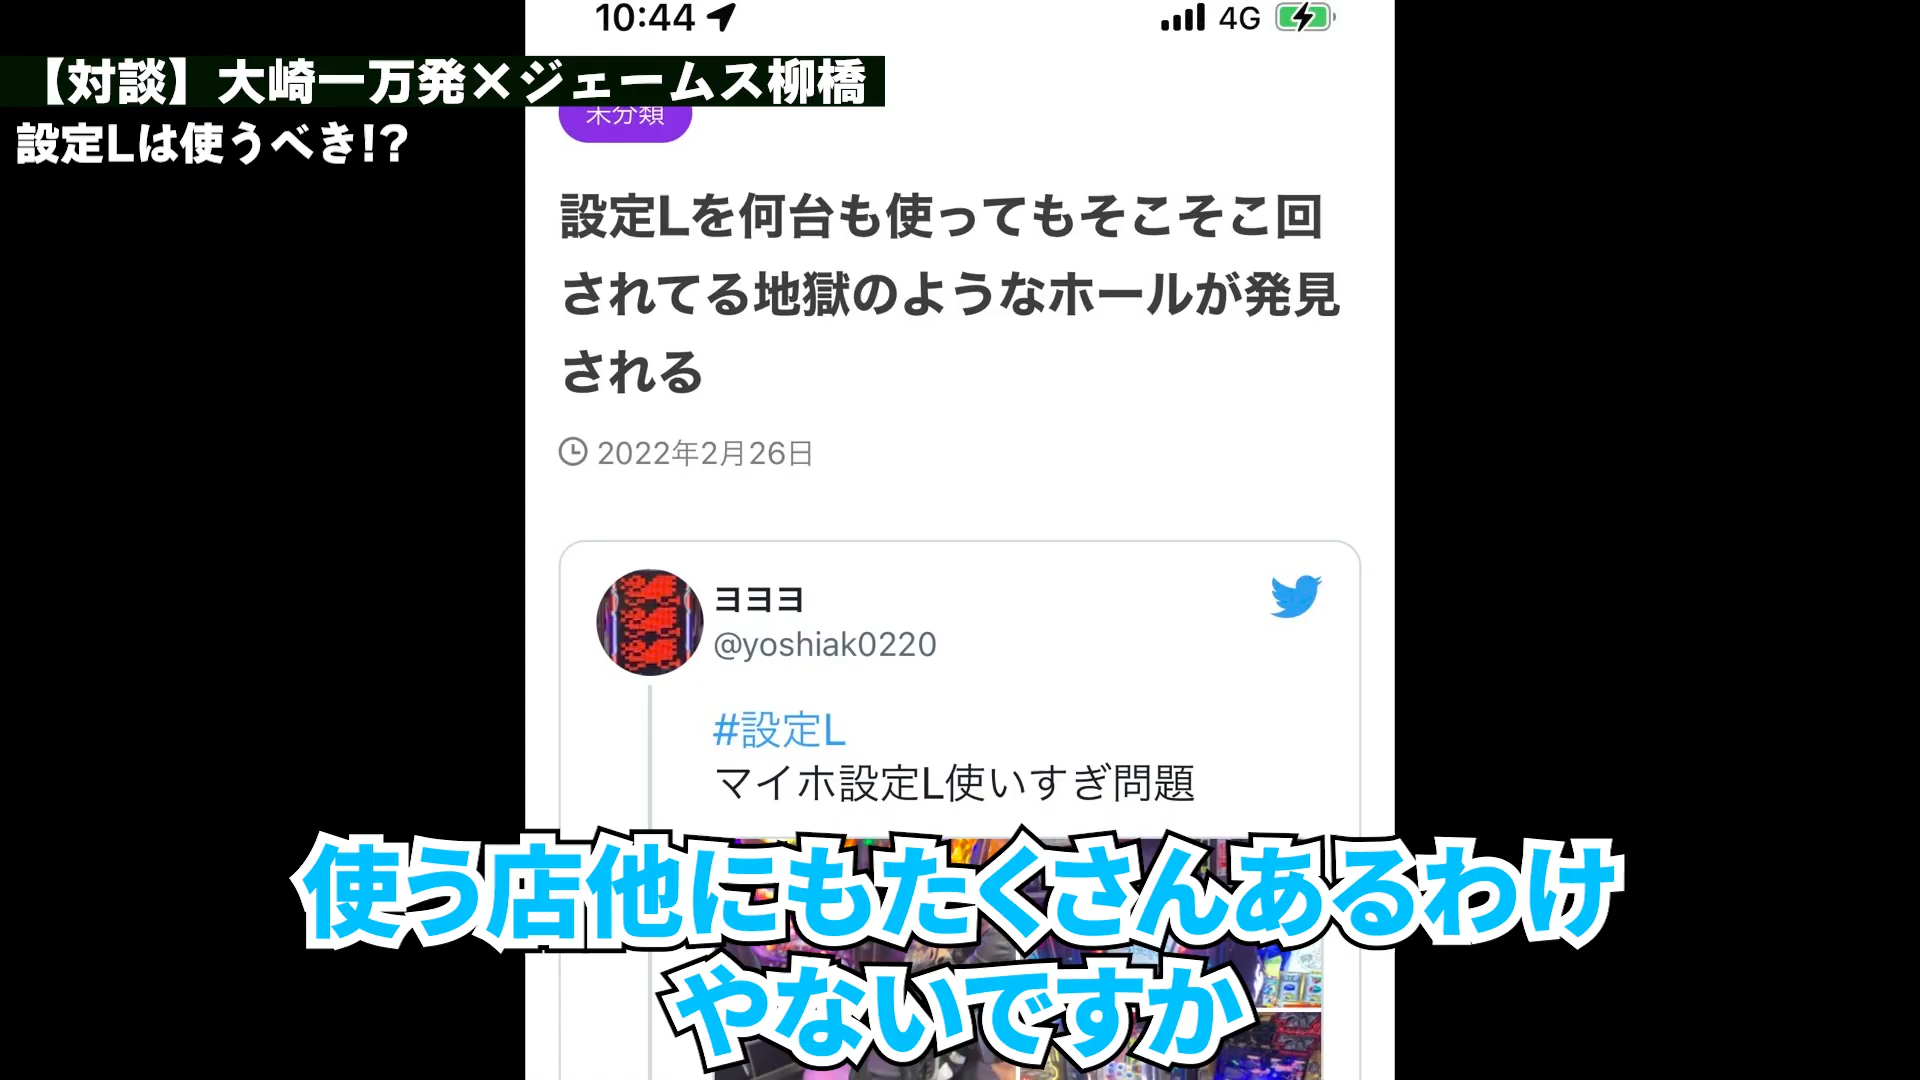 10:44
4G
【対談】大崎一万発×ジェームス柳橋
設定Lは使うべき!?
未分類
設定Lを何台も使ってもそこそこ回
されてる地獄のようなホールが発見
される
2022年2月26日
ヨヨヨ
@yoshiak0220
#設定L
マイホ設定L使いすぎ問題
使う店他にもたくさんあるわけ
やないですか